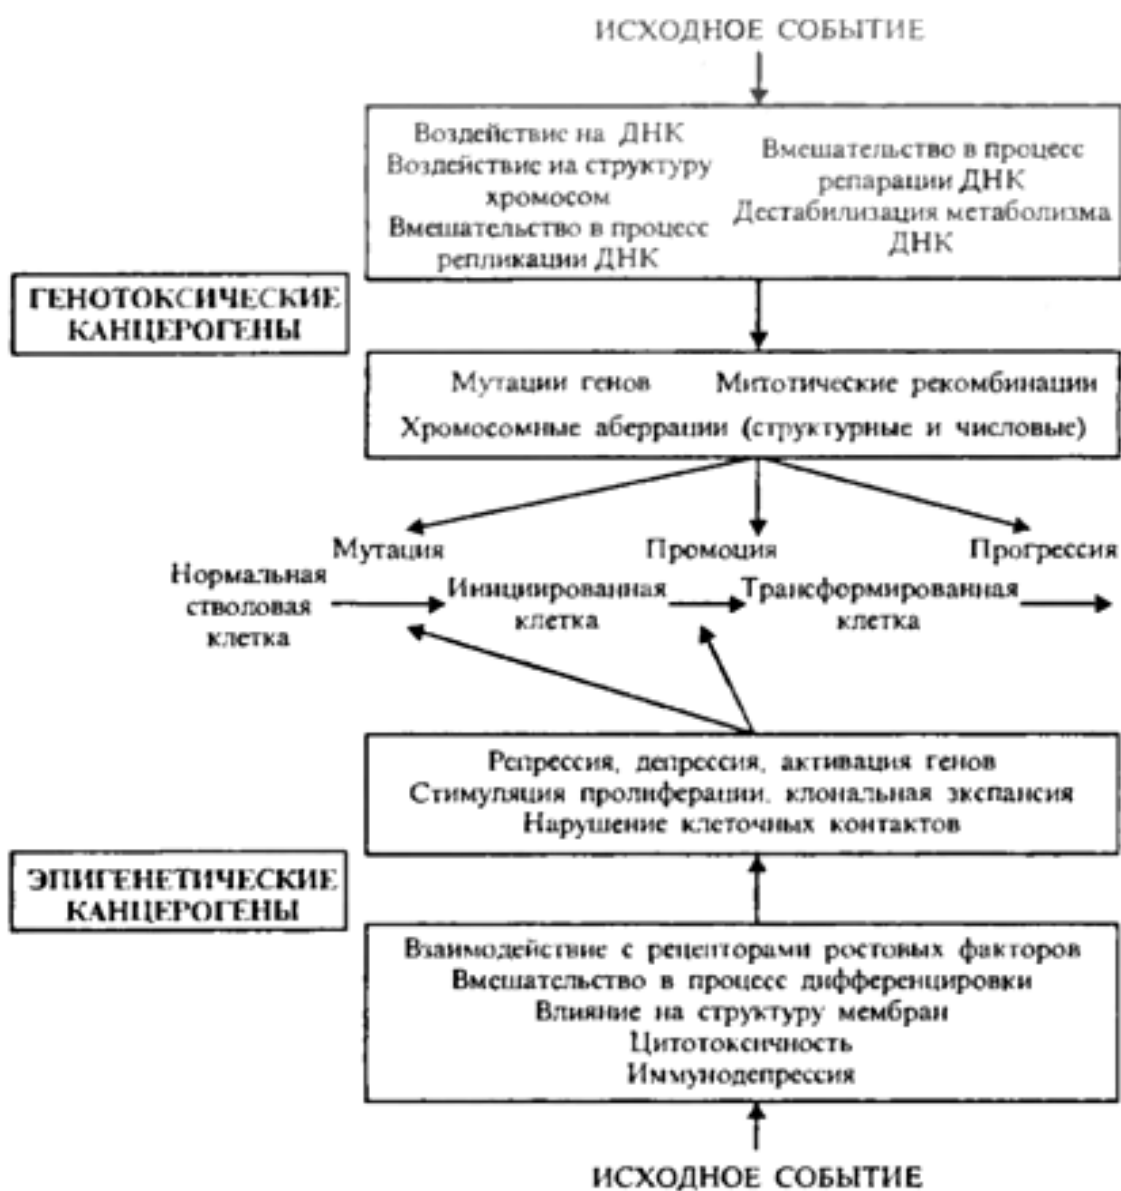 ИСХОДНОЕ СОБЫТИЕ
Воздействие на ДНК
Воздействие иа структуру
хромосом
Вмешательство в процесс
репликации ДНК
Вмешательство в процесс
репарации ДНК
Дестабилизация метаболизма
ДНК
ГЕНОТОКСИЧЕСКИЕ
КАНЦЕРОГЕНЫ
Мутации генов
Митотические рекомбинации
Хромосомные аберрации (структурные и числовые)
Мутация
Промоция
Прогрессия
Нормальная
стволовая
клетка
Инициированная
клетка
Трансформированная
клетка
Репрессия, депрессия, активация генов
Стимуляция пролиферации, клональная экспансия
Нарушение клеточных контактов
ЭПИГЕНЕТИЧЕСКИЕ
КАНЦЕРОГЕНЫ
Взаимодействие с рецепторами ростовых факторов
Вмешательство в процесс дифференцировки
Влияние на структуру мембран
Цитотоксичность
Иммунодепрессия
ИСХОДНОЕ СОБЫТИЕ